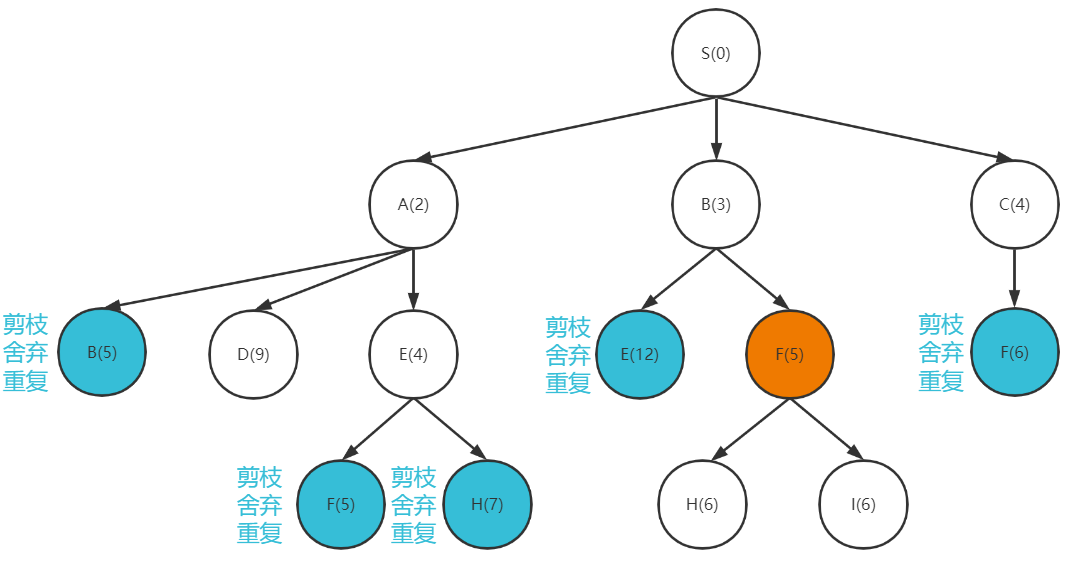 S(0)
A(2)
B(3)
C(4)
剪枝
舍弃
重复
B(5)
D(9)
E(4)
剪枝
舍弃
重复
E(12)
F(5)
剪枝
舍弃
重复
F(6)
剪枝
舍弃
重复
F(5)
剪枝
舍弃
重复
H(7)
H(6)
I(6)